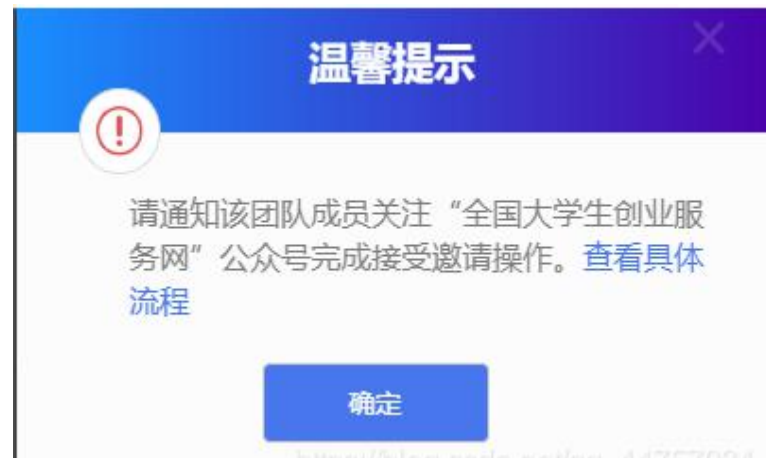 温馨提示
请通知该团队成员关注“全国大学生创业服
务网”公众号完成接受邀请操作。查看具体
流程
确定